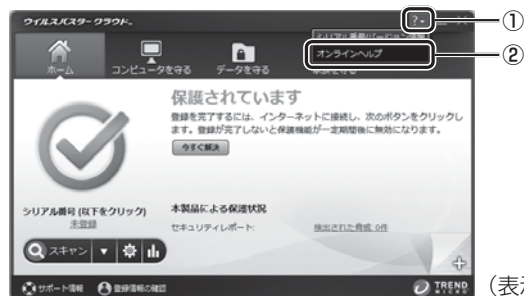 ウイルスバスター クラウド™
?
①
オンラインヘルプ
②
ホーム
コンピュータを守る
データを守る
保護されています
登録を完了するには、インターネットに接続し、次のボタンをクリックし
ます。登録が完了しないと保護機能が一定期間後に無効になります。
今すぐ解決
シリアル番号 (以下をクリック)
未登録
本製品による保護状況
セキュリティレポート:
検出された脅威: 0件
スキャン
サポート情報
登録情報の確認
TREND
MICRO
(表